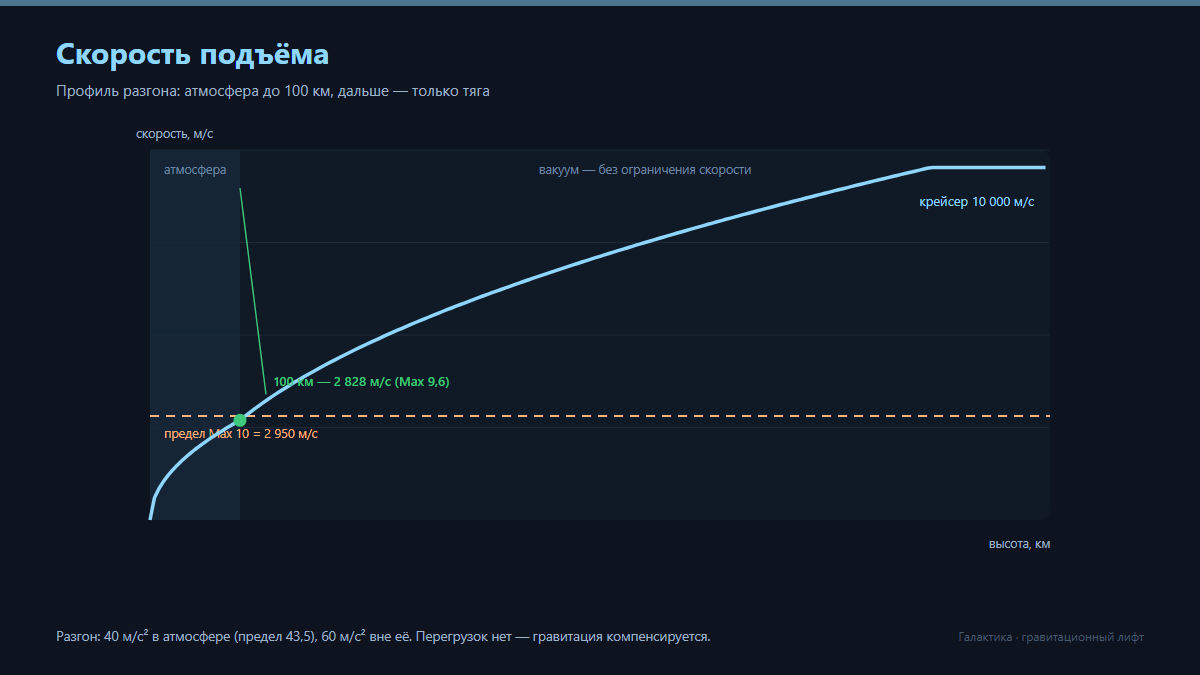 Скорость подъёма
Профиль разгона: атмосфера до 100 км, дальше — только тяга
скорость, м/с
атмосфера
вакуум — без ограничения скорости
крейсер 10 000 м/с
100 км — 2 828 м/с (Мах 9,6)
предел Мах 10 = 2 950 м/с
высота, км
Разгон: 40 м/с² в атмосфере (предел 43,5), 60 м/с² вне её. Перегрузок нет — гравитация компенсируется.
Галактика · гравитационный лифт